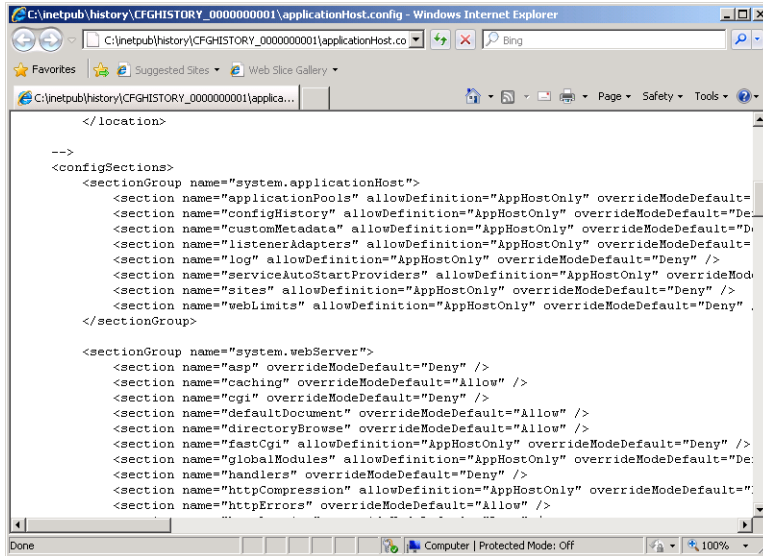 C:\inetpub\history\CFGHISTORY_0000000001\applicationHost.config - Windows Internet Explorer
C:\inetpub\history\CFGHISTORY_0000000001\applicationHost.co
Bing
Favorites Suggested Sites Web Slice Gallery
C:\inetpub\history\CFGHISTORY_0000000001\applica... Page Safety Tools
</location>
-->
<configSections>
<sectionGroup name="system.applicationHost">
<section name="applicationPools" allowDefinition="AppHostOnly" overrideModeDefault=
<section name="configHistory" allowDefinition="AppHostOnly" overrideModeDefault="De
<section name="customMetadata" allowDefinition="AppHostOnly" overrideModeDefault="D
<section name="listenerAdapters" allowDefinition="AppHostOnly" overrideModeDefault=
<section name="log" allowDefinition="AppHostOnly" overrideModeDefault="Deny" />
<section name="serviceAutoStartProviders" allowDefinition="AppHostOnly" overrideMod
<section name="sites" allowDefinition="AppHostOnly" overrideModeDefault="Deny" />
<section name="webLimits" allowDefinition="AppHostOnly" overrideModeDefault="Deny"
</sectionGroup>
<sectionGroup name="system.webServer">
<section name="asp" overrideModeDefault="Deny" />
<section name="caching" overrideModeDefault="Allow" />
<section name="cgi" overrideModeDefault="Deny" />
<section name="defaultDocument" overrideModeDefault="Allow" />
<section name="directoryBrowse" overrideModeDefault="Allow" />
<section name="fastCgi" allowDefinition="AppHostOnly" overrideModeDefault="Deny" />
<section name="globalModules" allowDefinition="AppHostOnly" overrideModeDefault="De
<section name="handlers" overrideModeDefault="Deny" />
<section name="httpCompression" allowDefinition="AppHostOnly" overrideModeDefault="
<section name="httpErrors" overrideModeDefault="Allow" />
Done Computer | Protected Mode: Off 100%